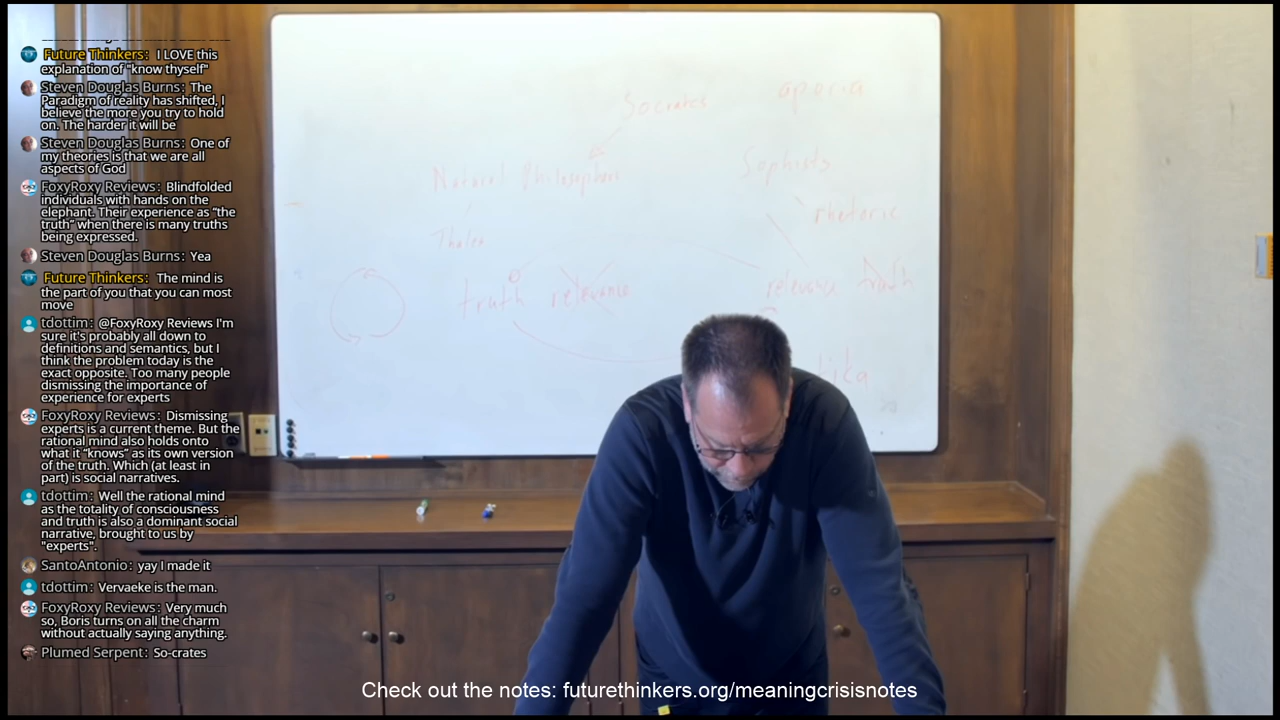 Future Thinkers: I LOVE this
explanation of "know thyself"
Steven Douglas Burns: The
Paradigm of reality has shifted, I
believe the more you try to hold
on. The harder it will be
Steven Douglas Burns: One of
my theories is that we are all
aspects of God
FoxyRoxy Reviews: Blindfolded
individuals with hands on the
elephant. Their experience as "the
truth" when there is many truths
being expressed.
Steven Douglas Burns: Yea
Future Thinkers: The mind is
the part of you that you can most
move
tdottim: @FoxyRoxy Reviews I'm
sure it's probably all down to
definitions and semantics, but I
think the problem today is the
exact opposite. Too many people
dismissing the importance of
experience for experts
FoxyRoxy Reviews: Dismissing
experts is a current theme. But the
rational mind also holds onto
what it "knows" as its own version
of the truth. Which (at least in
part) is social narratives.
tdottim: Well the rational mind
as the totality of consciousness
and truth is also a dominant social
narrative, brought to us by
"experts".
SantoAntonio: yay I made it
tdottim: Vervaeke is the man.
FoxyRoxy Reviews: Very much
so, Boris turns on all the charm
without actually saying anything.
Plumed Serpent: So-crates
Socrates aporia
Natural Philosophers Sophists
rhetoric
Thales
truth relevance relevance truth
Check out the notes: futurethinkers.org/meaningcrisisnotes